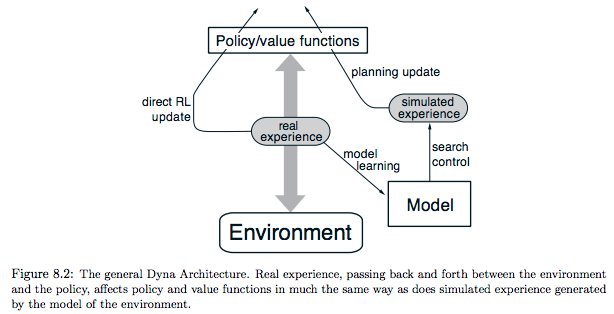 Policy/value functions
planning update
direct RL
update
simulated
experience
real
experience
model
learning
search
control
Model
Environment
Figure 8.2: The general Dyna Architecture. Real experience, passing back and forth between the environment
and the policy, affects policy and value functions in much the same way as does simulated experience generated
by the model of the environment.